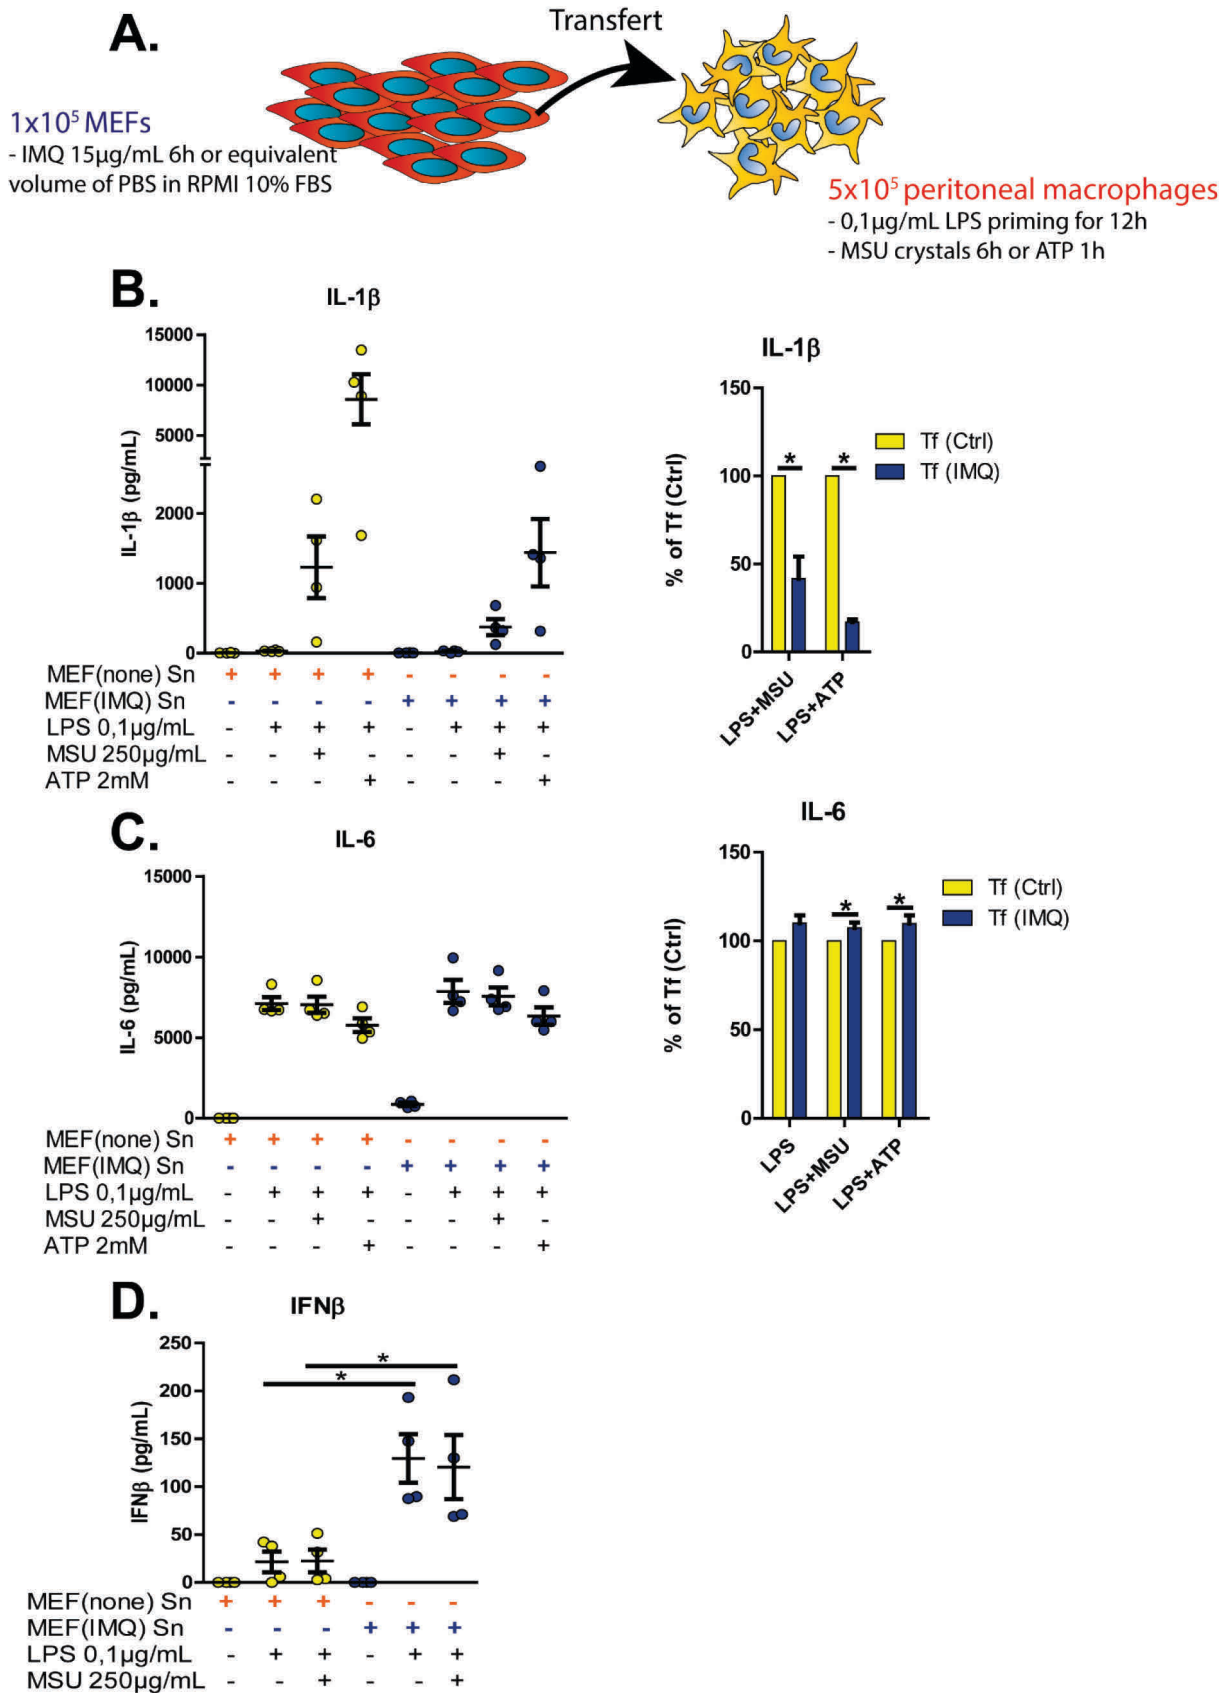 A.
Transfert
1x10⁵ MEFs
- IMQ 15µg/mL 6h or equivalent
volume of PBS in RPMI 10% FBS
5x10⁵ peritoneal macrophages
- 0,1µg/mL LPS priming for 12h
- MSU crystals 6h or ATP 1h
B.
IL-1β
IL-1β (pg/mL)
15000
10000
5000
2000
1000
0
MEF(none) Sn + + + + - - - -
MEF(IMQ) Sn - - - - + + + +
LPS 0,1µg/mL - + + + - + + +
MSU 250µg/mL - - + - - - + -
ATP 2mM - - - + - - - +
IL-1β
% of Tf (Ctrl)
150
100
50
0
* *
LPS+MSU
LPS+ATP
Tf (Ctrl)
Tf (IMQ)
C.
IL-6
IL-6 (pg/mL)
15000
10000
5000
0
MEF(none) Sn + + + + - - - -
MEF(IMQ) Sn - - - - + + + +
LPS 0,1µg/mL - + + + - + + +
MSU 250µg/mL - - + - - - + -
ATP 2mM - - - + - - - +
IL-6
% of Tf (Ctrl)
150
100
50
0
* *
LPS
LPS+MSU
LPS+ATP
Tf (Ctrl)
Tf (IMQ)
D.
IFNβ
IFNβ (pg/mL)
250
200
150
100
50
0
*
*
MEF(none) Sn + + + - - -
MEF(IMQ) Sn - - - + + +
LPS 0,1µg/mL - + + - + +
MSU 250µg/mL - - + - - +